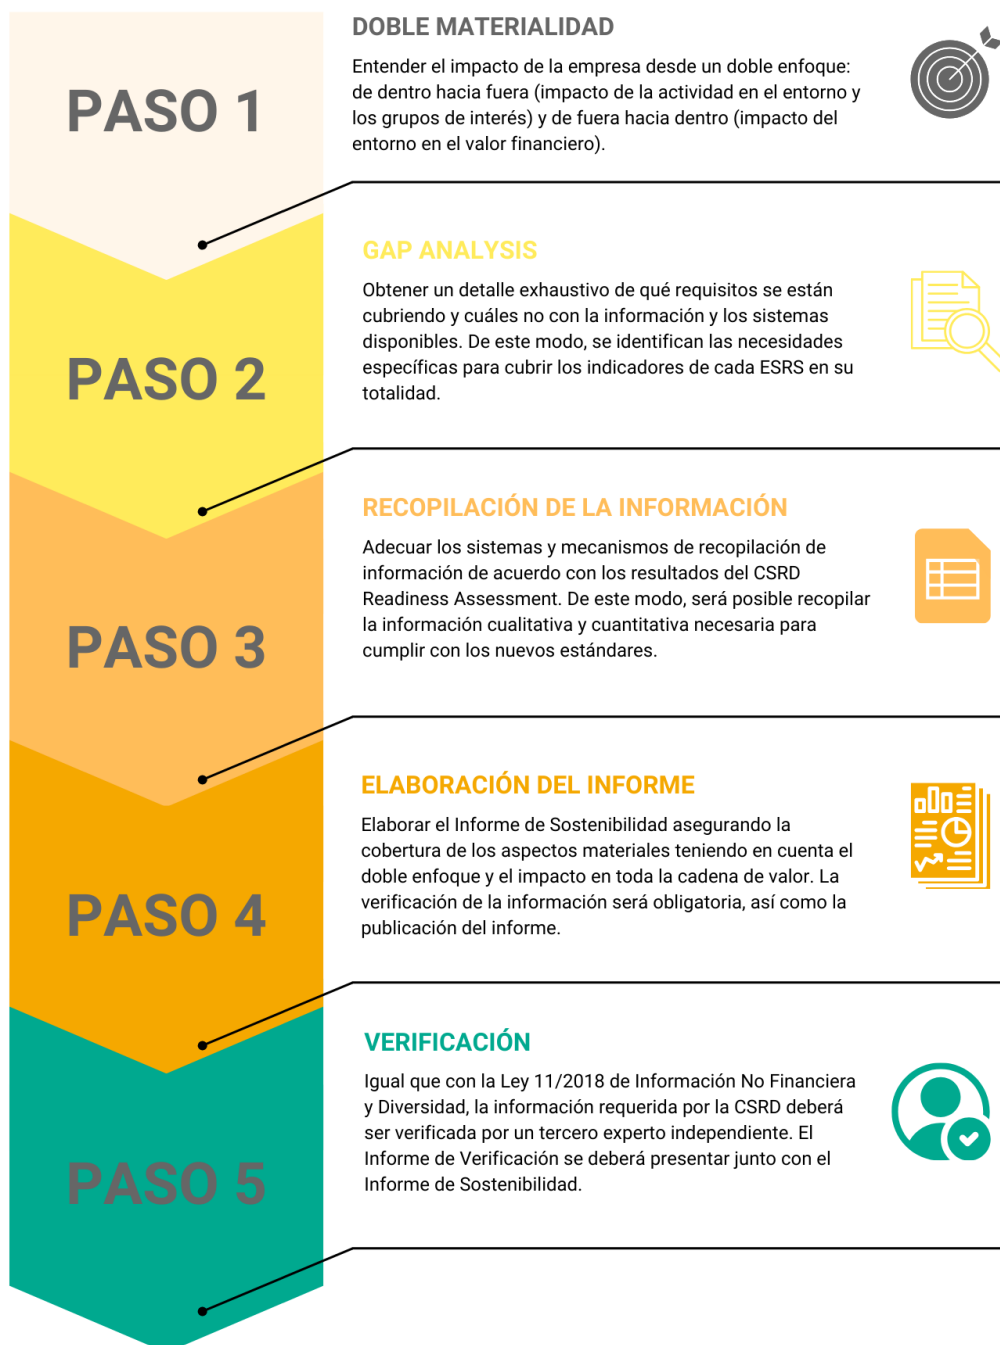 PASO 1
DOBLE MATERIALIDAD
Entender el impacto de la empresa desde un doble enfoque:
de dentro hacia fuera (impacto de la actividad en el entorno y
los grupos de interés) y de fuera hacia dentro (impacto del
entorno en el valor financiero).
PASO 2
GAP ANALYSIS
Obtener un detalle exhaustivo de qué requisitos se están
cubriendo y cuáles no con la información y los sistemas
disponibles. De este modo, se identifican las necesidades
específicas para cubrir los indicadores de cada ESRS en su
totalidad.
PASO 3
RECOPILACIÓN DE LA INFORMACIÓN
Adecuar los sistemas y mecanismos de recopilación de
información de acuerdo con los resultados del CSRD
Readiness Assessment. De este modo, será posible recopilar
la información cualitativa y cuantitativa necesaria para
cumplir con los nuevos estándares.
PASO 4
ELABORACIÓN DEL INFORME
Elaborar el Informe de Sostenibilidad asegurando la
cobertura de los aspectos materiales teniendo en cuenta el
doble enfoque y el impacto en toda la cadena de valor. La
verificación de la información será obligatoria, así como la
publicación del informe.
PASO 5
VERIFICACIÓN
Igual que con la Ley 11/2018 de Información No Financiera
y Diversidad, la información requerida por la CSRD deberá
ser verificada por un tercero experto independiente. El
Informe de Verificación se deberá presentar junto con el
Informe de Sostenibilidad.